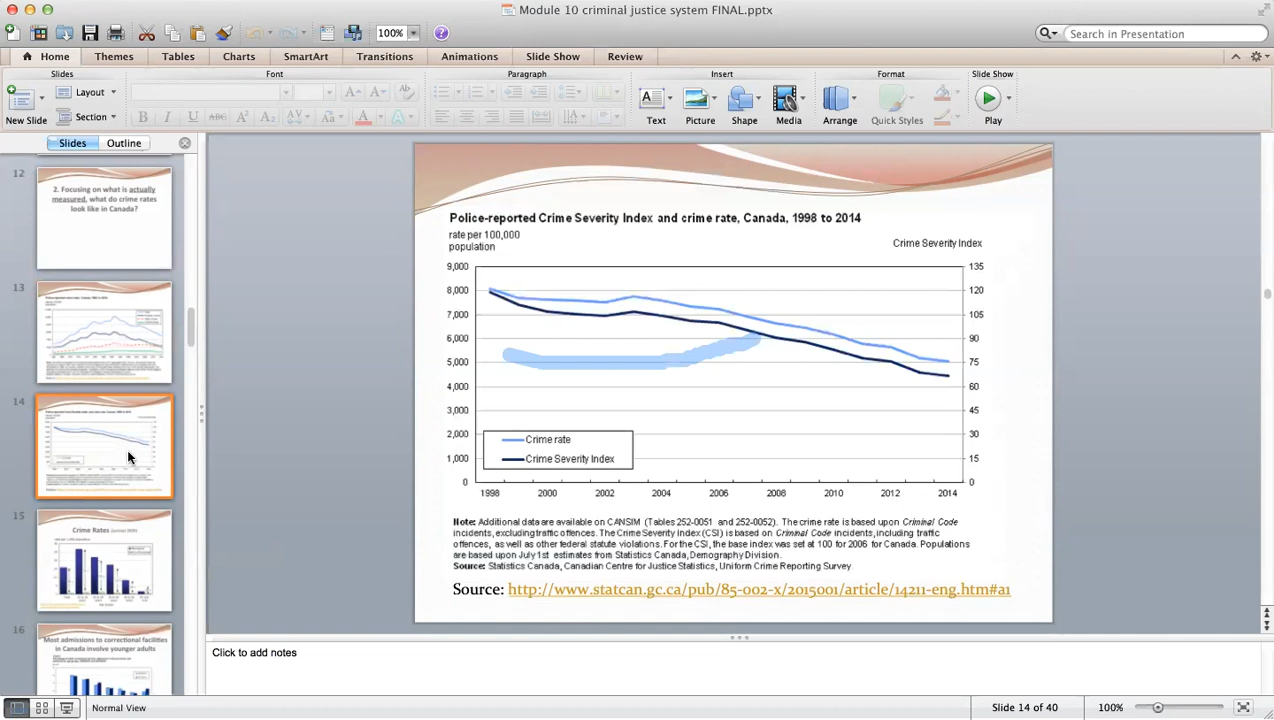 Module 10 criminal justice system FINAL.pptx
100%
Search in Presentation
Home Themes Tables Charts SmartArt Transitions Animations Slide Show Review
Slides Font Paragraph Insert Format Slide Show
New Slide Layout Section Text Picture Shape Media Arrange Quick Styles Play
Slides Outline
12
2. Focusing on what is actually
measured, what do crime rates
look like in Canada?
13
14
15
Crime Rates
16
Most admissions to correctional facilities
in Canada involve younger adults
Police-reported Crime Severity Index and crime rate, Canada, 1998 to 2014
rate per 100,000
population
Crime Severity Index
9,000 135
8,000 120
7,000 105
6,000 90
5,000 75
4,000 60
3,000 45
2,000 30
1,000 15
0 0
Crime rate
Crime Severity Index
1998 2000 2002 2004 2006 2008 2010 2012 2014
Note: Additional data are available on CANSIM (Tables 252-0051 and 252-0052). The crime rate is based upon Criminal Code
incidents, excluding traffic offences. The Crime Severity Index (CSI) is based on Criminal Code incidents, including traffic
offences, as well as other federal statute violations. For the CSI, the base index was set at 100 for 2006 for Canada. Populations
are based upon July 1st estimates from Statistics Canada, Demography Division.
Source: Statistics Canada, Canadian Centre for Justice Statistics, Uniform Crime Reporting Survey.
Source: http://www.statcan.gc.ca/pub/85-002-x/2015001/article/14211-eng.htm#a1
Click to add notes
Normal View
Slide 14 of 40
100%